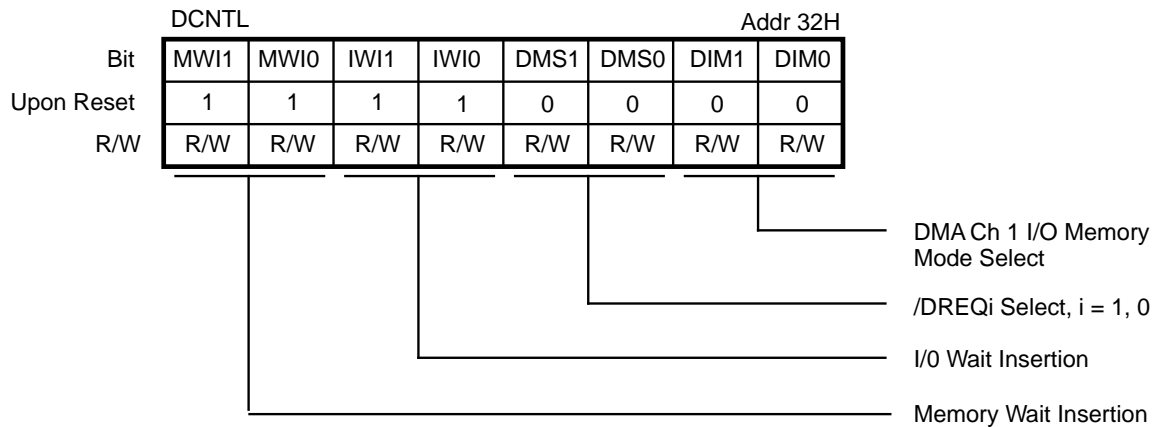 DCNTL Addr 32H
Bit MWI1 MWI0 IWI1 IWI0 DMS1 DMS0 DIM1 DIM0
Upon Reset 1 1 1 1 0 0 0 0
R/W R/W R/W R/W R/W R/W R/W R/W R/W
DMA Ch 1 I/O Memory
Mode Select
/DREQi Select, i = 1, 0
I/0 Wait Insertion
Memory Wait Insertion